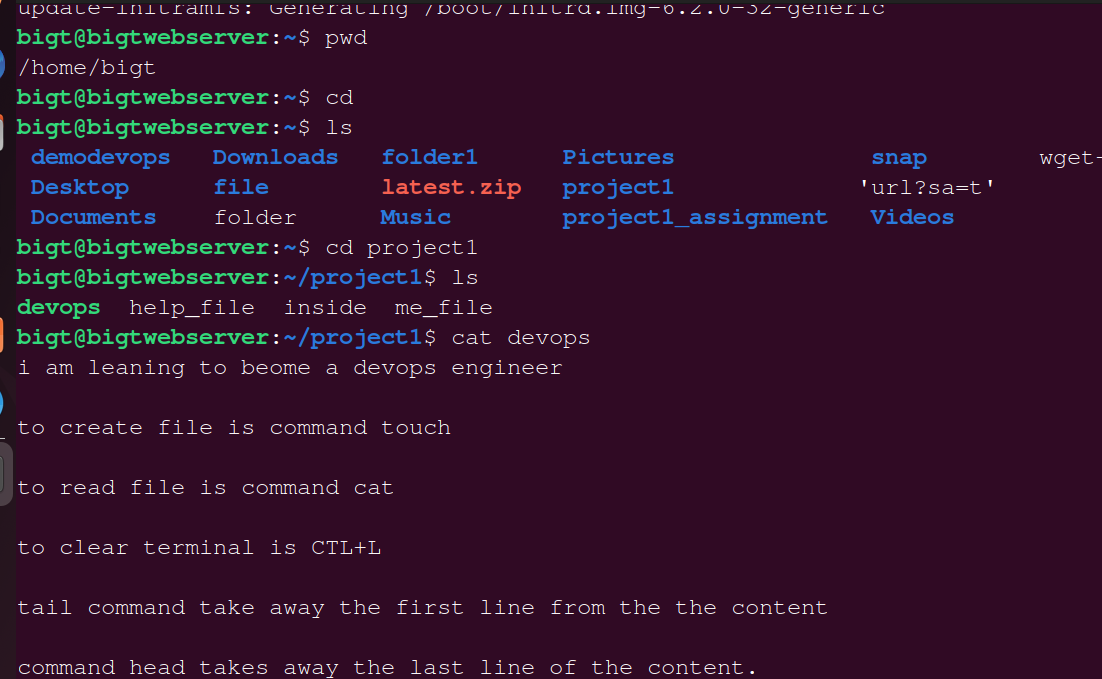 update-initramfs: Generating /boot/initrd.img-6.2.0-32-generic
bigt@bigtwebserver:~$ pwd
/home/bigt
bigt@bigtwebserver:~$ cd
bigt@bigtwebserver:~$ ls
demodevops Downloads folder1 Pictures snap wget-
Desktop file latest.zip project1 'url?sa=t'
Documents folder Music project1_assignment Videos
bigt@bigtwebserver:~$ cd project1
bigt@bigtwebserver:~/project1$ ls
devops help_file inside me_file
bigt@bigtwebserver:~/project1$ cat devops
i am leaning to beome a devops engineer
to create file is command touch
to read file is command cat
to clear terminal is CTL+L
tail command take away the first line from the the content
command head takes away the last line of the content.